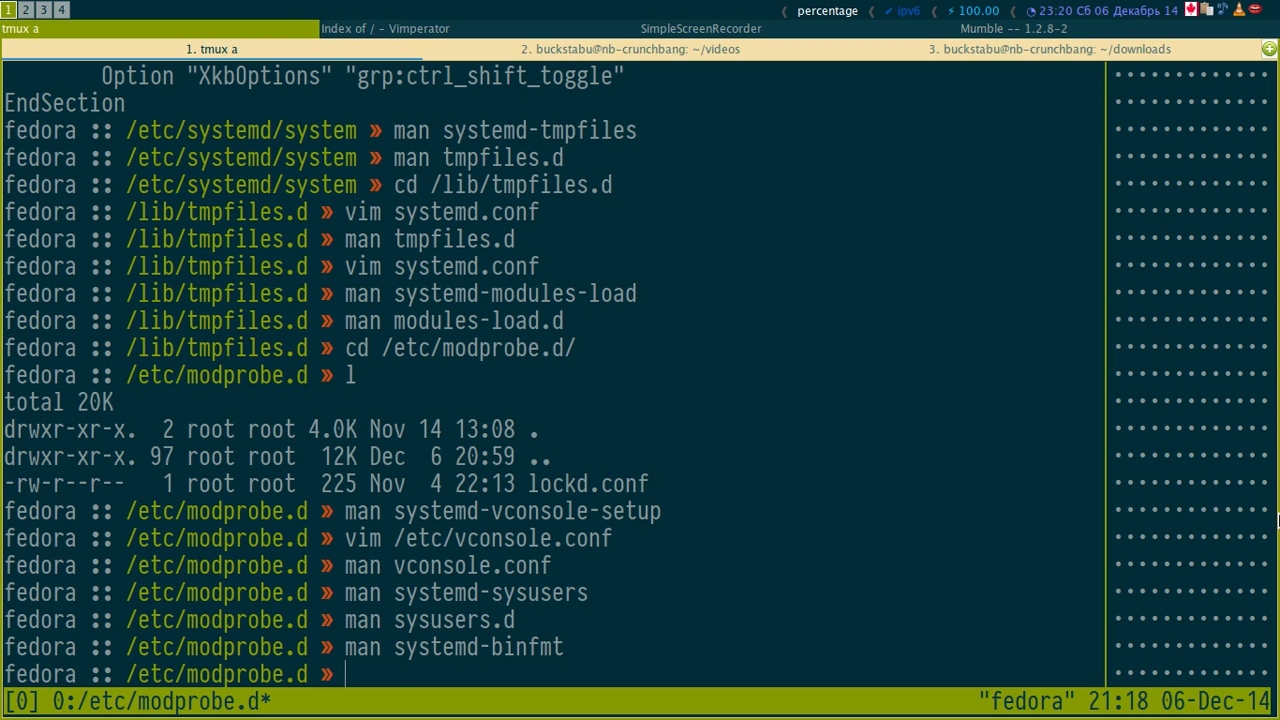 1 2 3 4 percentage ✔ ipv6 ⚡ 100.00 23:20 Сб 06 Декабрь 14
tmux a Index of / - Vimperator SimpleScreenRecorder Mumble -- 1.2.8-2
1. tmux a 2. buckstabu@nb-crunchbang: ~/videos 3. buckstabu@nb-crunchbang: ~/downloads
Option "XkbOptions" "grp:ctrl_shift_toggle"
EndSection
fedora :: /etc/systemd/system » man systemd-tmpfiles
fedora :: /etc/systemd/system » man tmpfiles.d
fedora :: /etc/systemd/system » cd /lib/tmpfiles.d
fedora :: /lib/tmpfiles.d » vim systemd.conf
fedora :: /lib/tmpfiles.d » man tmpfiles.d
fedora :: /lib/tmpfiles.d » vim systemd.conf
fedora :: /lib/tmpfiles.d » man systemd-modules-load
fedora :: /lib/tmpfiles.d » man modules-load.d
fedora :: /lib/tmpfiles.d » cd /etc/modprobe.d/
fedora :: /etc/modprobe.d » l
total 20K
drwxr-xr-x. 2 root root 4.0K Nov 14 13:08 .
drwxr-xr-x. 97 root root 12K Dec 6 20:59 ..
-rw-r--r-- 1 root root 225 Nov 4 22:13 lockd.conf
fedora :: /etc/modprobe.d » man systemd-vconsole-setup
fedora :: /etc/modprobe.d » vim /etc/vconsole.conf
fedora :: /etc/modprobe.d » man vconsole.conf
fedora :: /etc/modprobe.d » man systemd-sysusers
fedora :: /etc/modprobe.d » man sysusers.d
fedora :: /etc/modprobe.d » man systemd-binfmt
fedora :: /etc/modprobe.d »
[0] 0:/etc/modprobe.d* "fedora" 21:18 06-Dec-14